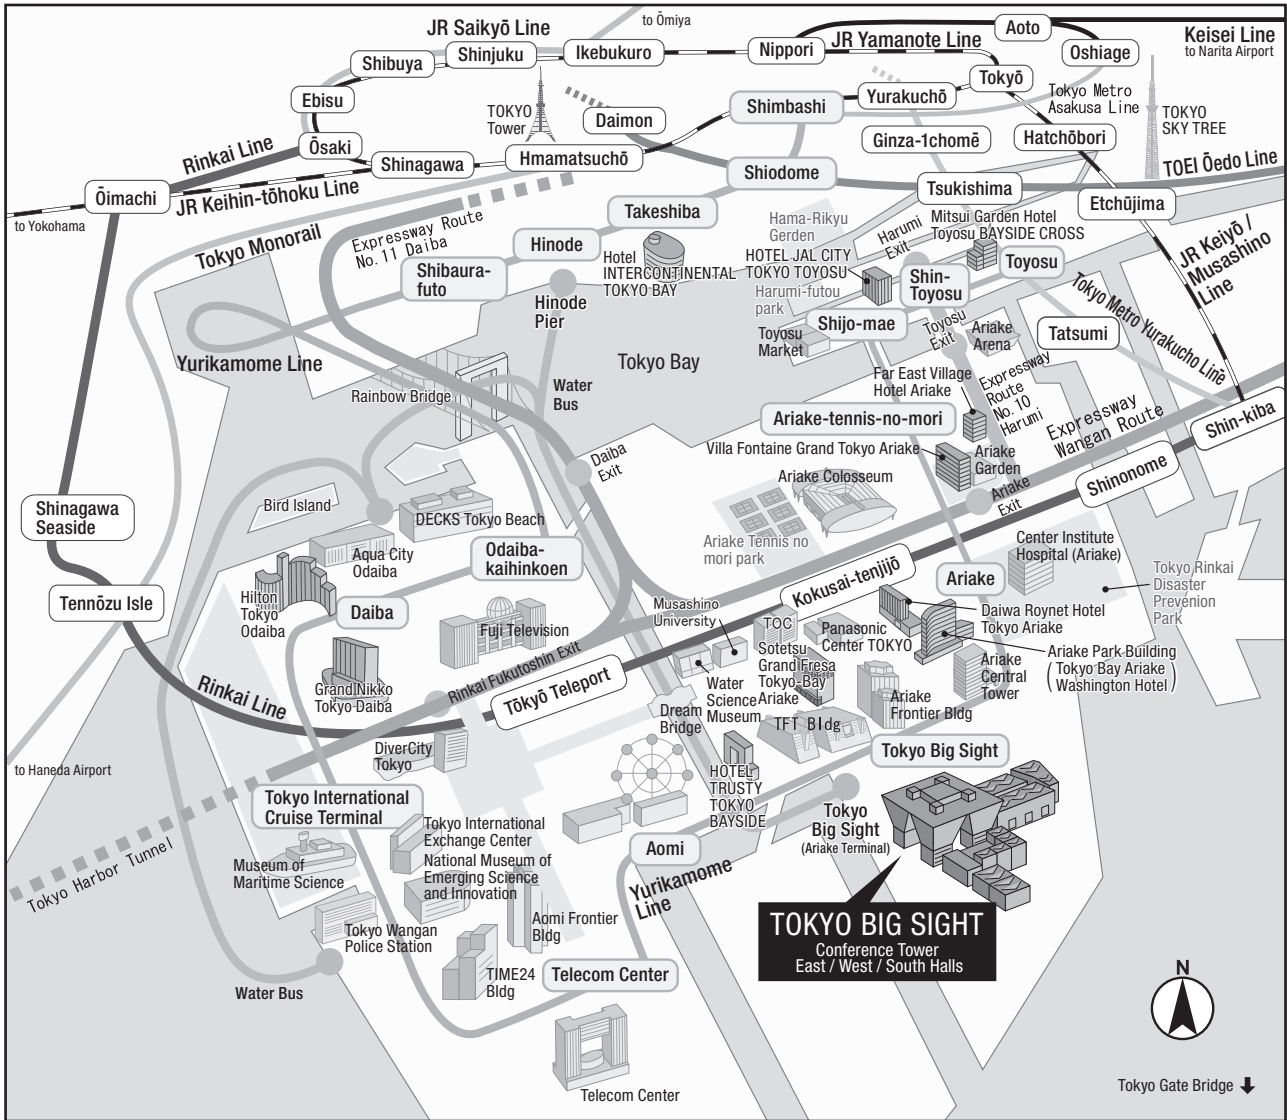 to Ōmiya
JR Saikyō Line
Shibuya
Shinjuku
Ikebukuro
Nippori
JR Yamanote Line
Aoto
Oshiage
Keisei Line
to Narita Airport
Ebisu
TOKYO
Tower
Daimon
Shimbashi
Yurakuchō
Tokyō
Tokyo Metro
Asakusa Line
TOKYO
SKY TREE
Rinkai Line
Ōsaki
Shinagawa
Hmamatsuchō
Ginza-1chomē
Hatchōbori
Ōimachi
JR Keihin-tōhoku Line
Shiodome
Tsukishima
TOEI Ōedo Line
Etchūjima
to Yokohama
Tokyo Monorail
Expressway Route
No. 11 Daiba
Takeshiba
Hinode
Shibaura-
futo
Hotel
INTERCONTINENTAL
TOKYO BAY
Hinode
Pier
Hama-Rikyu
Garden
Harumi
Exit
Mitsui Garden Hotel
Toyosu BAYSIDE CROSS
HOTEL JAL CITY
TOKYO TOYOSU
Harumi-futou
park
Shin-
Toyosu
Toyosu
JR Keiyō /
Musashino
Line
Shijo-mae
Toyosu
Market
Toyosu
Exit
Ariake
Arena
Tatsumi
Tokyo Metro Yurakucho Line
Yurikamome Line
Rainbow Bridge
Water
Bus
Tokyo Bay
Far East Village
Hotel Ariake
Expressway
Route
No. 10
Harumi
Expressway
Wangan Route
Shin-kiba
Ariake-tennis-no-mori
Villa Fontaine Grand Tokyo Ariake
Ariake
Garden
Ariake Colosseum
Ariake
Exit
Shinonome
Daiba
Exit
Shinagawa
Seaside
Bird Island
DECKS Tokyo Beach
Aqua City
Odaiba
Odaiba-
kaihinkoen
Ariake Tennis no
mori park
Kokusai-tenjijō
Ariake
Center Institute
Hospital (Ariake)
Tokyo Rinkai
Disaster
Prevenion
Park
Tennōzu Isle
Hilton
Tokyo
Odaiba
Daiba
Fuji Television
Musashino
University
TOC
Panasonic
Center TOKYO
Daiwa Roynet Hotel
Tokyo Ariake
Ariake Park Building
( Tokyo Bay Ariake
Washington Hotel )
Rinkai Line
Grand Nikko
Tokyo Daiba
Rinkai Fukutoshin Exit
Tōkyō Teleport
Water
Science
Museum
Sotetsu
Grand Fresa
Tokyo-Bay
Ariake
Ariake
Frontier Bldg
Ariake
Central
Tower
Dream
Bridge
TFT Bldg
DiverCity
Tokyo
to Haneda Airport
Tokyo Big Sight
HOTEL
TRUSTY
TOKYO
BAYSIDE
Tokyo International
Cruise Terminal
Tokyo
Big Sight
(Ariake Terminal)
Tokyo Harbor Tunnel
Museum of
Maritime Science
Tokyo International
Exchange Center
National Museum of
Emerging Science
and Innovation
Aomi
Yurikamome
Line
Tokyo Wangan
Police Station
Aomi Frontier
Bldg
TOKYO BIG SIGHT
Conference Tower
East / West / South Halls
Water Bus
TIME24
Bldg
Telecom Center
Telecom Center
N
Tokyo Gate Bridge